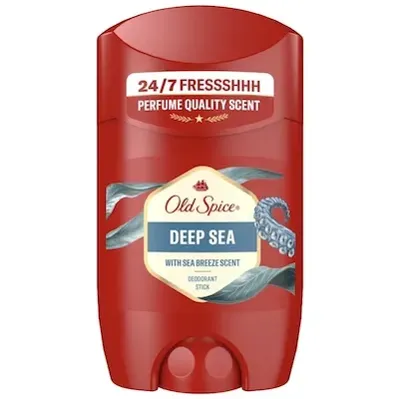 24/7 FRESSSHHH
PERFUME QUALITY SCENT
Old Spice®
DEEP SEA
WITH SEA BREEZE SCENT
DEODORANT
STICK